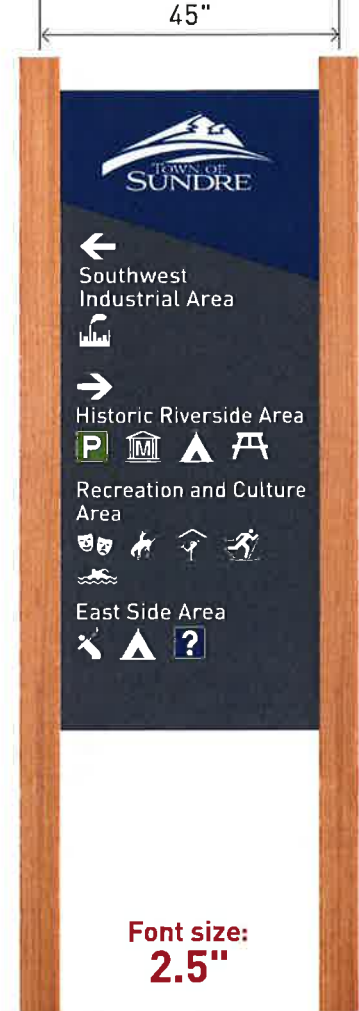 45"
TOWN OF
SUNDRE
Southwest
Industrial Area
Historic Riverside Area
P M
Recreation and Culture
Area
East Side Area
?
Font size:
2.5"